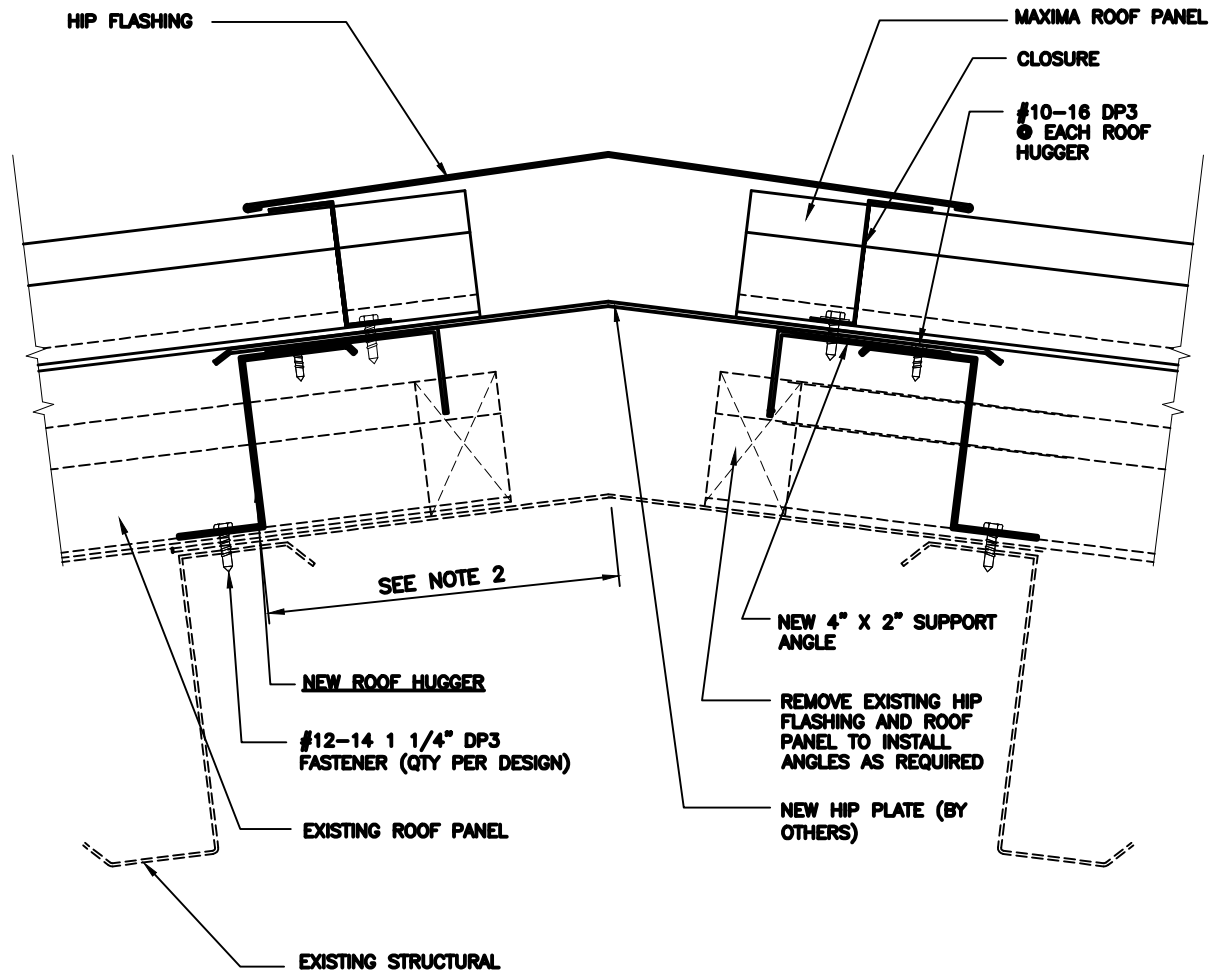 HIP FLASHING
MAXIMA ROOF PANEL
CLOSURE
#10-16 DP3
@ EACH ROOF
HUGGER
SEE NOTE 2
NEW 4" X 2" SUPPORT
ANGLE
NEW ROOF HUGGER
REMOVE EXISTING HIP
FLASHING AND ROOF
PANEL TO INSTALL
ANGLES AS REQUIRED
#12-14 1 1/4" DP3
FASTENER (QTY PER DESIGN)
NEW HIP PLATE (BY
OTHERS)
EXISTING ROOF PANEL
EXISTING STRUCTURAL